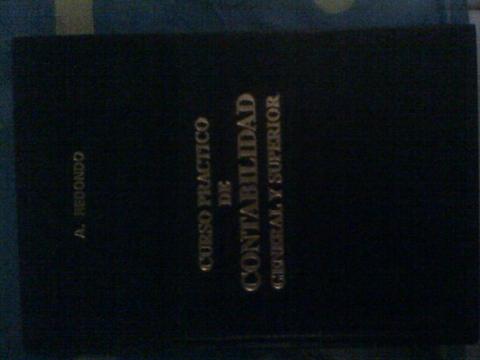 A. REDONDO
CURSO PRACTICO
DE
CONTABILIDAD
GENERAL Y SUPERIOR